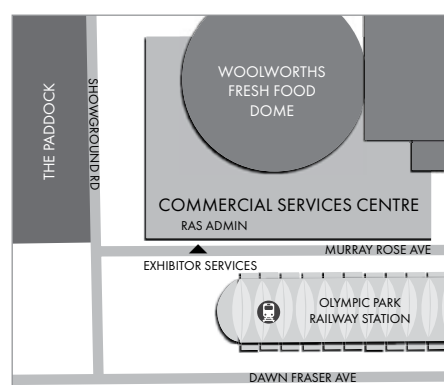 THE PADDOCK
SHOWGROUND RD
WOOLWORTHS
FRESH FOOD
DOME
COMMERCIAL SERVICES CENTRE
RAS ADMIN
MURRAY ROSE AVE
EXHIBITOR SERVICES
OLYMPIC PARK
RAILWAY STATION
DAWN FRASER AVE